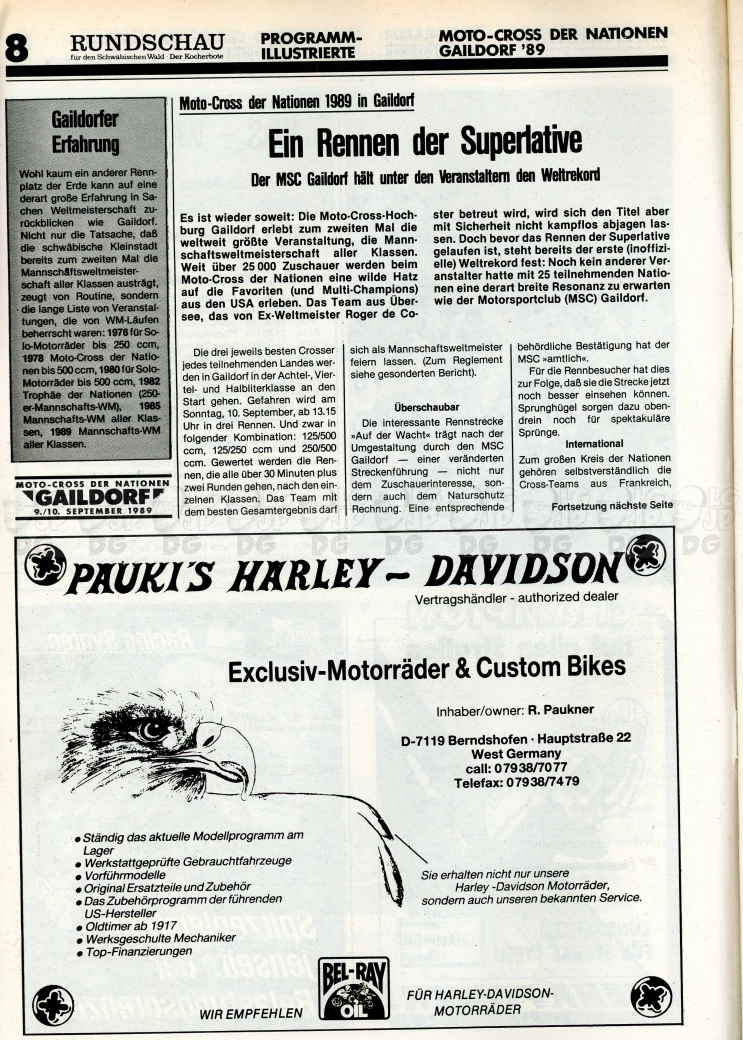 8
RUNDSCHAU
für den Schwäbischen Wald · Der Kocherbote
PROGRAMM-
ILLUSTRIERTE
MOTO-CROSS DER NATIONEN
GAILDORF '89
Gaildorfer
Erfahrung
Wohl kaum ein anderer Renn-
platz der Erde kann auf eine
derart große Erfahrung in Sa-
chen Weltmeisterschaft zu-
rückblicken wie Gaildorf.
Nicht nur die Tatsache, daß
die schwäbische Kleinstadt
bereits zum zweiten Mal die
Mannschaftsweltmeister-
schaft aller Klassen austrägt,
zeugt von Routine, sondern
die lange Liste von Veranstal-
tungen, die von WM-Läufen
beherrscht waren: 1976 für So-
lo-Motorräder bis 250 ccm,
1978 Moto-Cross der Natio-
nen bis 500 ccm, 1980 für Solo-
Motorräder bis 500 ccm, 1982
Trophäe der Nationen (250-
er-Mannschafts-WM), 1985
Mannschafts-WM aller Klas-
sen, 1989 Mannschafts-WM
aller Klassen.
MOTO-CROSS DER NATIONEN
GAILDORF
9./10. SEPTEMBER 1989
Moto-Cross der Nationen 1989 in Gaildorf
Ein Rennen der Superlative
Der MSC Gaildorf hält unter den Veranstaltern den Weltrekord
Es ist wieder soweit: Die Moto-Cross-Hoch-
burg Gaildorf erlebt zum zweiten Mal die
weltweit größte Veranstaltung, die Mann-
schaftsweltmeisterschaft aller Klassen.
Weit über 25 000 Zuschauer werden beim
Moto-Cross der Nationen eine wilde Hatz
auf die Favoriten (und Multi-Champions)
aus den USA erleben. Das Team aus Über-
see, das von Ex-Weltmeister Roger de Co-
ster betreut wird, wird sich den Titel aber
mit Sicherheit nicht kampflos abjagen las-
sen. Doch bevor das Rennen der Superlative
gelaufen ist, steht bereits der erste (inoffizi-
elle) Weltrekord fest: Noch kein anderer Ver-
anstalter hatte mit 25 teilnehmenden Natio-
nen eine derart breite Resonanz zu erwarten
wie der Motorsportclub (MSC) Gaildorf.
Die drei jeweils besten Crosser
jedes teilnehmenden Landes wer-
den in Gaildorf in der Achtel-, Vier-
tel- und Halbliterklasse an den
Start gehen. Gefahren wird am
Sonntag, 10. September, ab 13.15
Uhr in drei Rennen. Und zwar in
folgender Kombination: 125/500
ccm, 125/250 ccm und 250/500
ccm. Gewertet werden die Ren-
nen, die alle über 30 Minuten plus
zwei Runden gehen, nach den ein-
zelnen Klassen. Das Team mit
dem besten Gesamtergebnis darf
sich als Mannschaftsweltmeister
feiern lassen. (Zum Reglement
siehe gesonderten Bericht).
Überschaubar
Die interessante Rennstrecke
»Auf der Wacht« trägt nach der
Umgestaltung durch den MSC
Gaildorf — einer veränderten
Streckenführung — nicht nur
dem Zuschauerinteresse, son-
dern auch dem Naturschutz
Rechnung. Eine entsprechende
behördliche Bestätigung hat der
MSC »amtlich«.
Für die Rennbesucher hat dies
zur Folge, daß sie die Strecke jetzt
noch besser einsehen können.
Sprunghügel sorgen dazu oben-
drein noch für spektakuläre
Sprünge.
International
Zum großen Kreis der Nationen
gehören selbstverständlich die
Cross-Teams aus Frankreich,
Fortsetzung nächste Seite
PAUKI'S HARLEY-DAVIDSON
Vertragshändler - authorized dealer
Exclusiv-Motorräder & Custom Bikes
Inhaber/owner: R. Paukner
D-7119 Berndshofen · Hauptstraße 22
West Germany
call: 07938/7077
Telefax: 07938/7479
• Ständig das aktuelle Modellprogramm am
Lager
• Werkstattgeprüfte Gebrauchtfahrzeuge
• Vorführmodelle
• Original Ersatzteile und Zubehör
• Das Zubehörprogramm der führenden
US-Hersteller
• Oldtimer ab 1917
• Werksgeschulte Mechaniker
• Top-Finanzierungen
Sie erhalten nicht nur unsere
Harley -Davidson Motorräder,
sondern auch unseren bekannten Service.
WIR EMPFEHLEN
BEL-RAY
OIL
FÜR HARLEY-DAVIDSON-
MOTORRÄDER